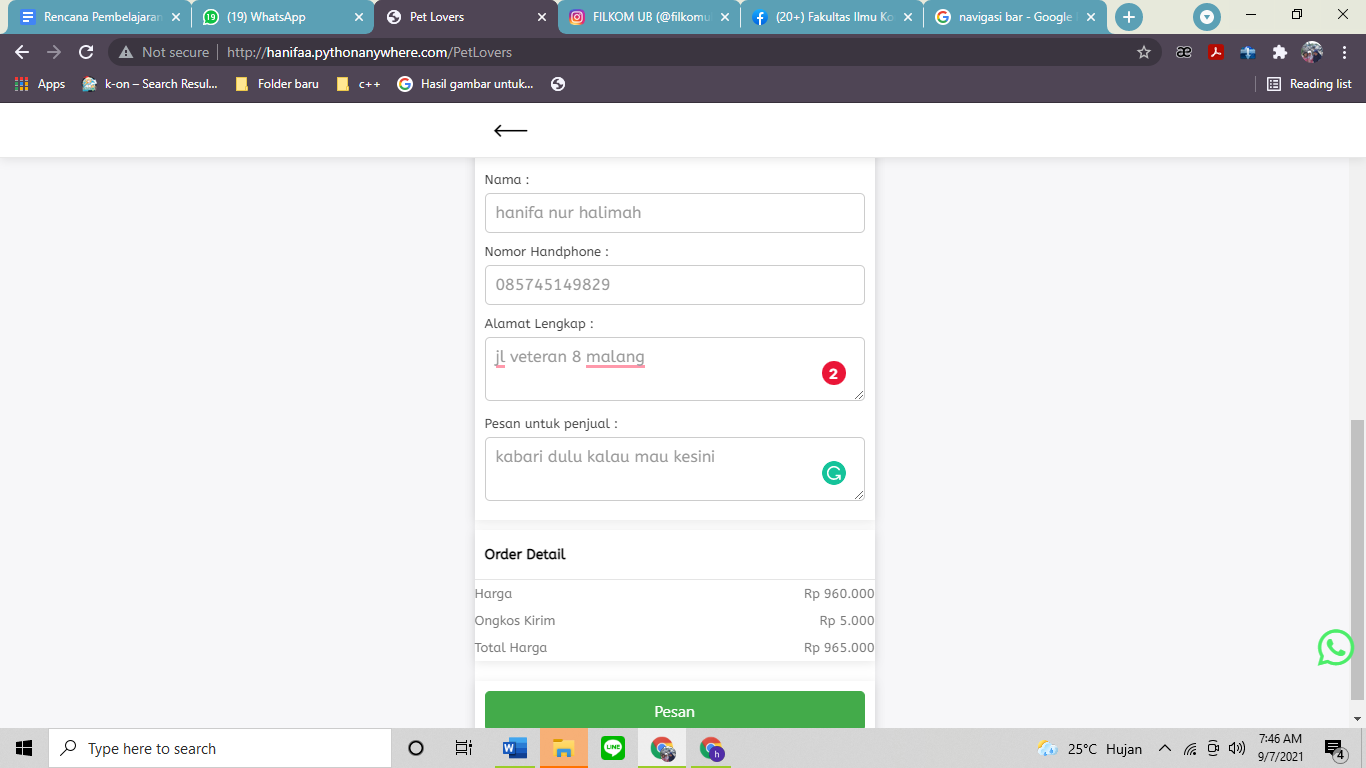 Rencana Pembelajaran
(19) WhatsApp
Pet Lovers
FILKOM UB (@filkomu
(20+) Fakultas Ilmu Ko
navigasi bar - Google
Not secure
http://hanifaa.pythonanywhere.com/PetLovers
Apps
k-on – Search Resul...
Folder baru
c++
Hasil gambar untuk...
Reading list
Nama :
hanifa nur halimah
Nomor Handphone :
085745149829
Alamat Lengkap :
jl veteran 8 malang
2
Pesan untuk penjual :
kabari dulu kalau mau kesini
Order Detail
Harga Rp 960.000
Ongkos Kirim Rp 5.000
Total Harga Rp 965.000
Pesan
Type here to search
25°C Hujan
7:46 AM
9/7/2021
4